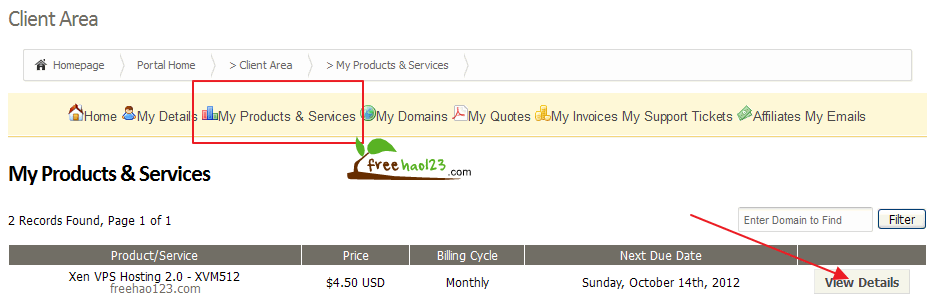 Client Area
Homepage Portal Home > Client Area > My Products & Services
Home My Details My Products & Services My Domains My Quotes My Invoices My Support Tickets Affiliates My Emails
freehao123.com
My Products & Services
2 Records Found, Page 1 of 1 Enter Domain to Find Filter
Product/Service Price Billing Cycle Next Due Date
Xen VPS Hosting 2.0 - XVM512 $4.50 USD Monthly Sunday, October 14th, 2012 View Details
freehao123.com